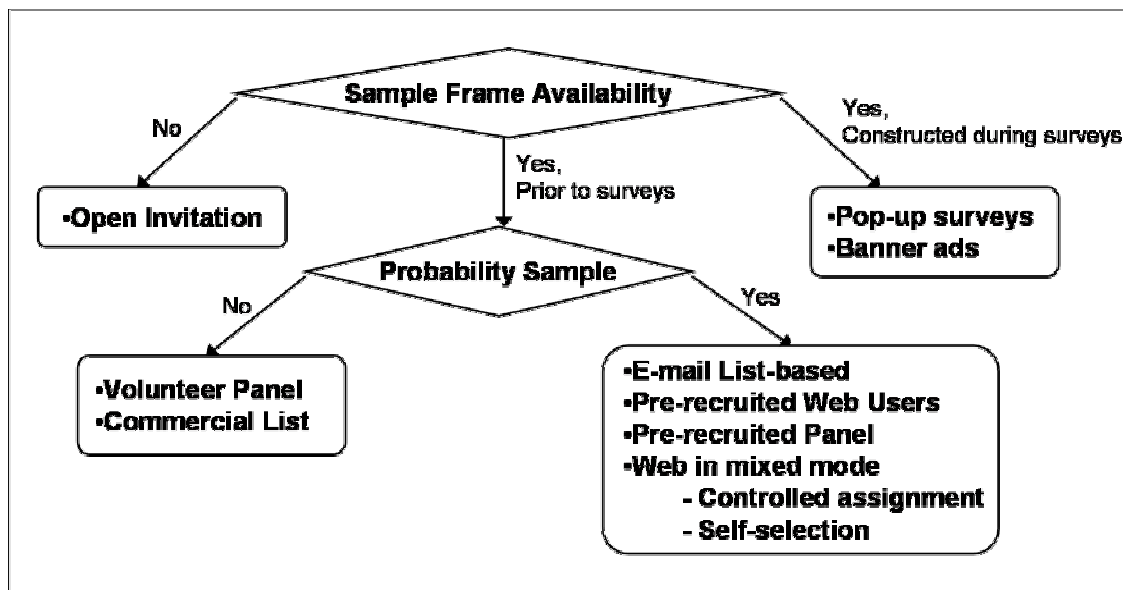 Sample Frame Availability
No
Yes,
Constructed during surveys
Yes,
Prior to surveys
•Open Invitation
•Pop-up surveys
•Banner ads
Probability Sample
No
Yes
•Volunteer Panel
•Commercial List
•E-mail List-based
•Pre-recruited Web Users
•Pre-recruited Panel
•Web in mixed mode
- Controlled assignment
- Self-selection